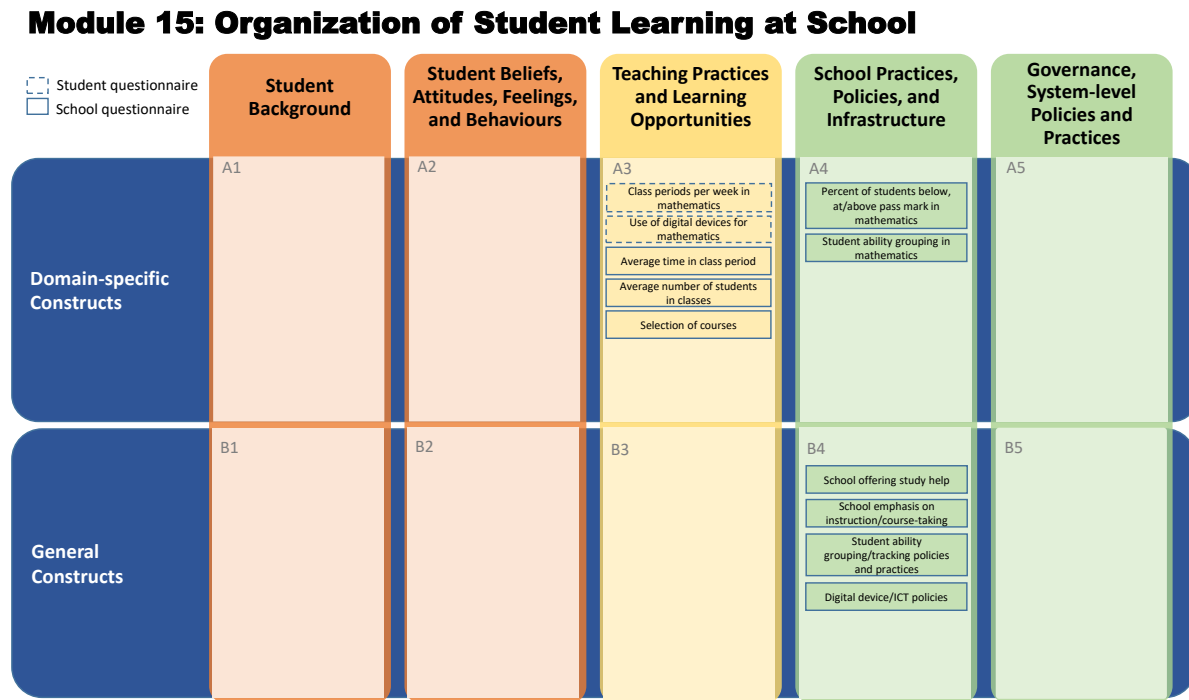 Module 15: Organization of Student Learning at School
Student questionnaire
School questionnaire
Student
Background
Student Beliefs,
Attitudes, Feelings,
and Behaviours
Teaching Practices
and Learning
Opportunities
School Practices,
Policies, and
Infrastructure
Governance,
System-level
Policies and
Practices
Domain-specific
Constructs
A1
A2
A3
Class periods per week in
mathematics
Use of digital devices for
mathematics
Average time in class period
Average number of students
in classes
Selection of courses
A4
Percent of students below,
at/above pass mark in
mathematics
Student ability grouping in
mathematics
A5
General
Constructs
B1
B2
B3
B4
School offering study help
School emphasis on
instruction/course-taking
Student ability
grouping/tracking policies
and practices
Digital device/ICT policies
B5